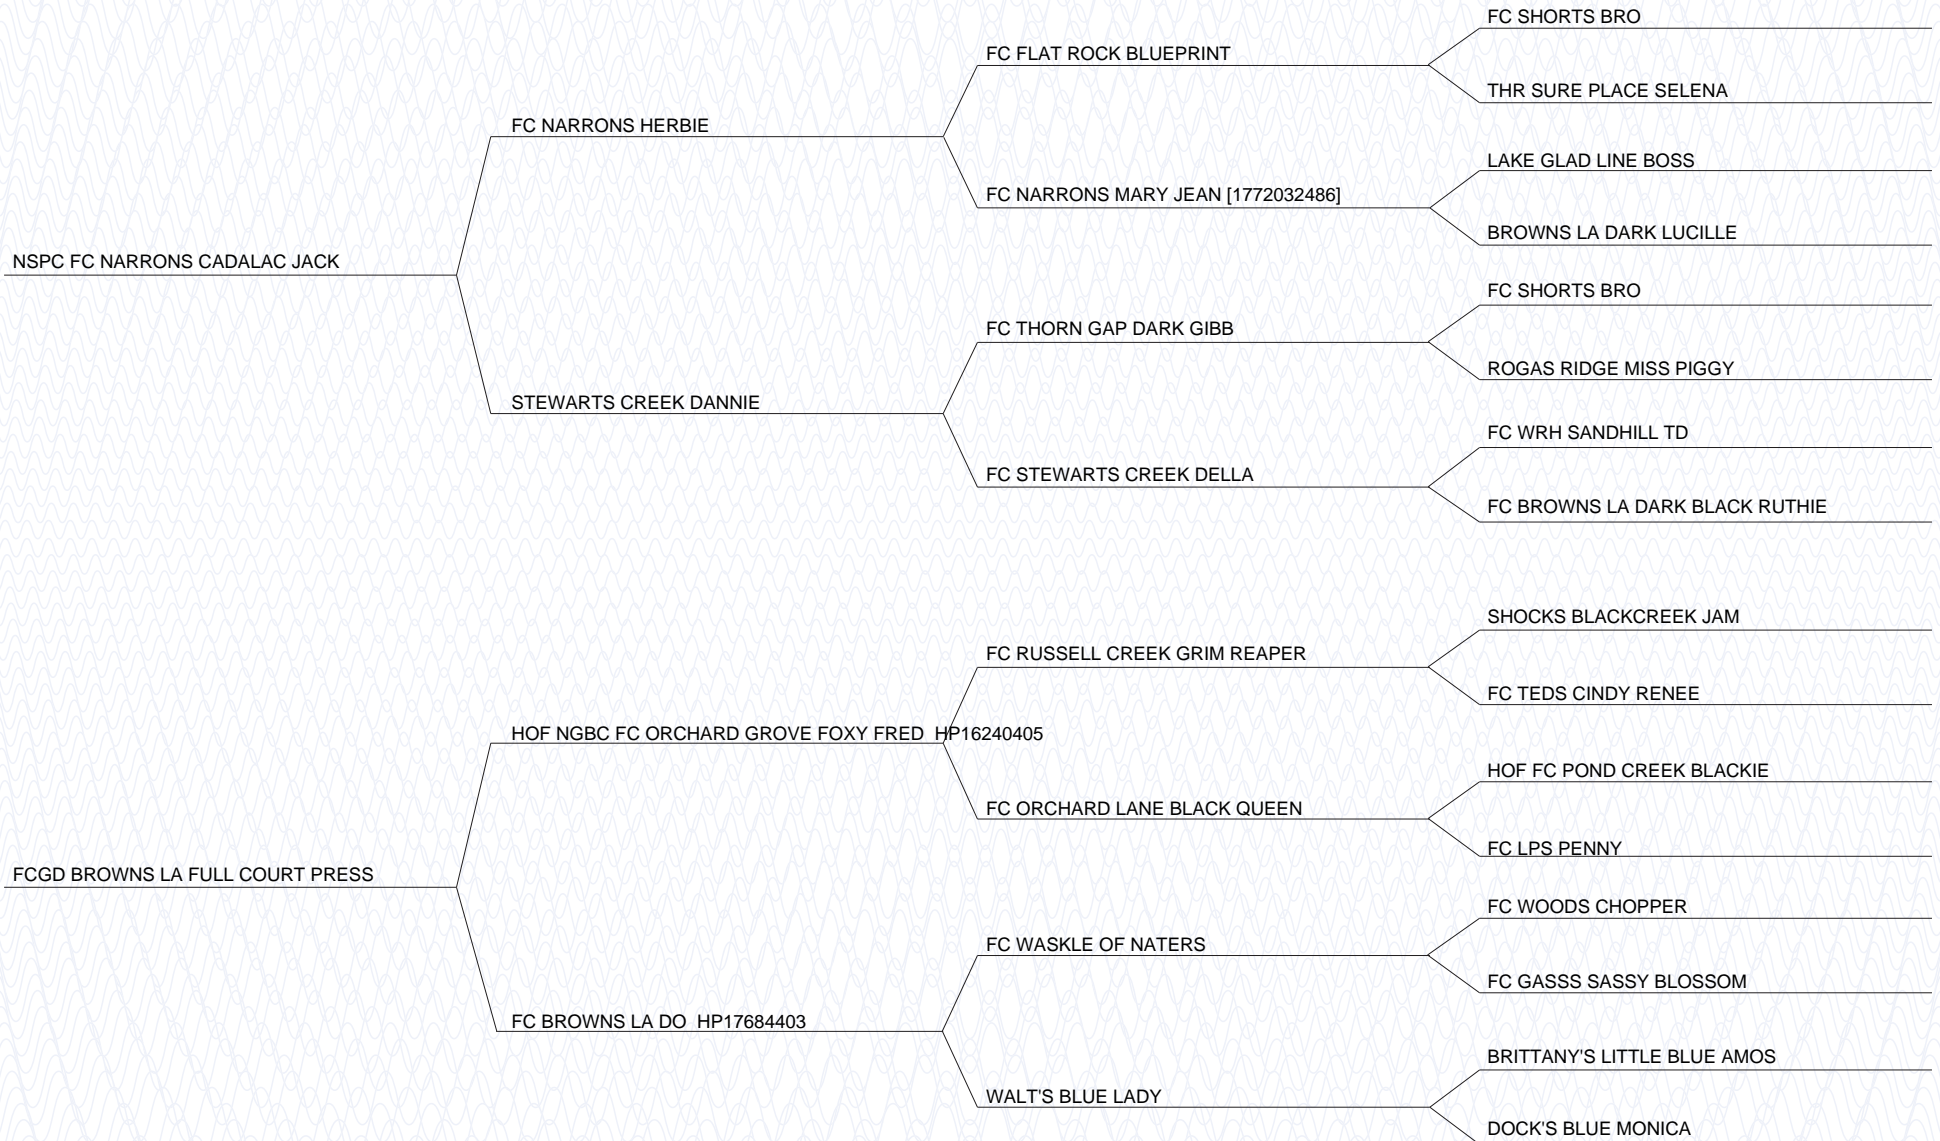 FC SHORTS BRO
FC FLAT ROCK BLUEPRINT
THR SURE PLACE SELENA
FC NARRONS HERBIE
LAKE GLAD LINE BOSS
FC NARRONS MARY JEAN [1772032486]
BROWNS LA DARK LUCILLE
NSPC FC NARRONS CADALAC JACK
FC SHORTS BRO
FC THORN GAP DARK GIBB
ROGAS RIDGE MISS PIGGY
STEWARTS CREEK DANNIE
FC WRH SANDHILL TD
FC STEWARTS CREEK DELLA
FC BROWNS LA DARK BLACK RUTHIE
SHOCKS BLACKCREEK JAM
FC RUSSELL CREEK GRIM REAPER
FC TEDS CINDY RENEE
HOF NGBC FC ORCHARD GROVE FOXY FRED  HP16240405
HOF FC POND CREEK BLACKIE
FC ORCHARD LANE BLACK QUEEN
FC LPS PENNY
FCGD BROWNS LA FULL COURT PRESS
FC WOODS CHOPPER
FC WASKLE OF NATERS
FC GASSS SASSY BLOSSOM
FC BROWNS LA DO  HP17684403
BRITTANY'S LITTLE BLUE AMOS
WALT'S BLUE LADY
DOCK'S BLUE MONICA